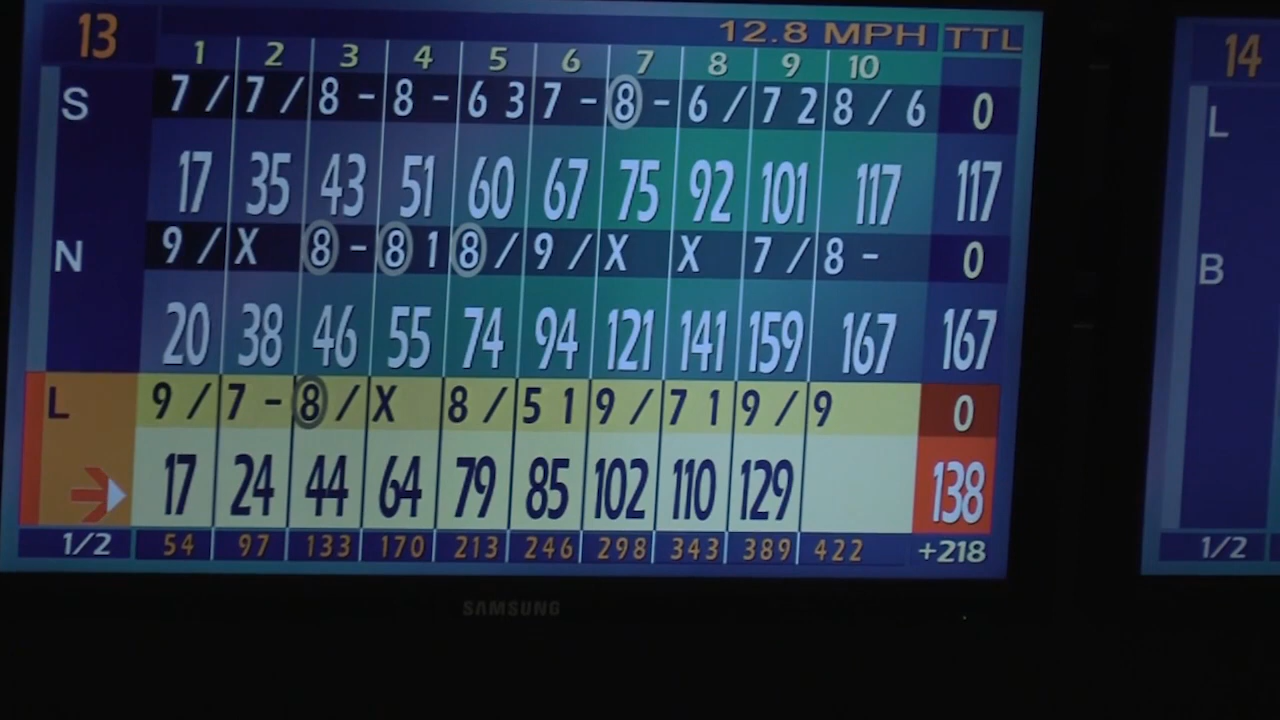 13 12.8 MPH TTL 14
1 2 3 4 5 6 7 8 9 10
S 7 / 7 / 8 - 8 - 6 3 7 - 8 - 6 / 7 2 8 / 6 0 L
17 35 43 51 60 67 75 92 101 117 117
N 9 / X 8 - 8 1 8 / 9 / X X 7 / 8 - 0 B
20 38 46 55 74 94 121 141 159 167 167
L 9 / 7 - 8 / X 8 / 5 1 9 / 7 1 9 / 9 0
17 24 44 64 79 85 102 110 129 138
1/2 54 97 133 170 213 246 298 343 389 422 +218 1/2
SAMSUNG